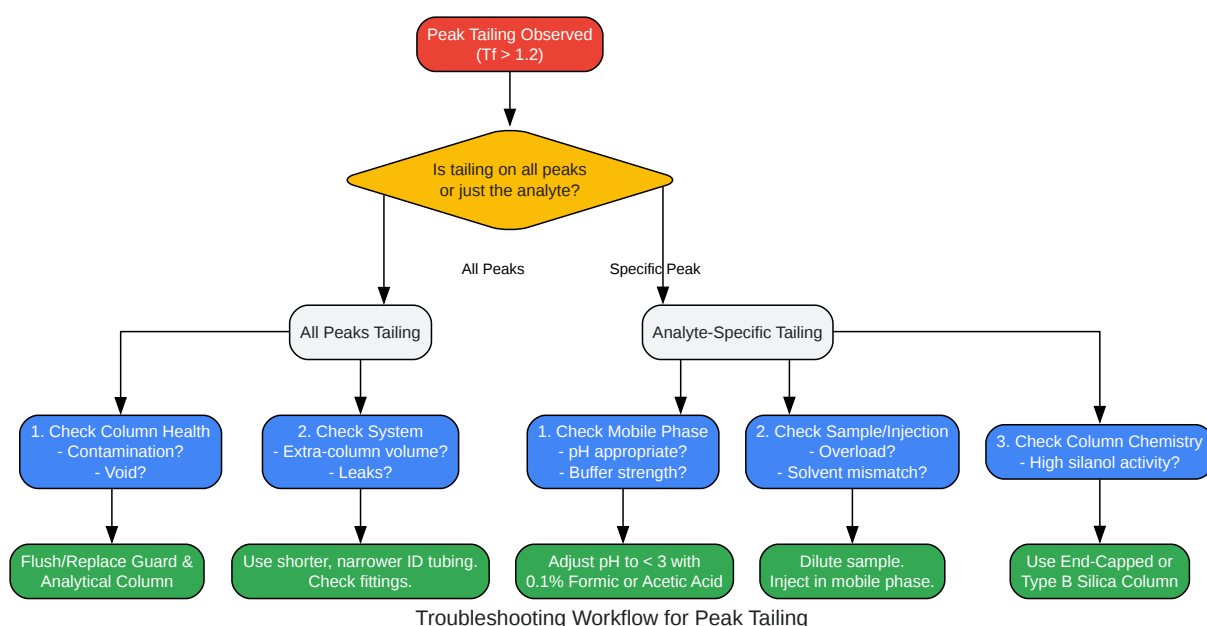 Peak Tailing Observed
(Tf > 1.2)
Is tailing on all peaks
or just the analyte?
All Peaks
Specific Peak
All Peaks Tailing
Analyte-Specific Tailing
1. Check Column Health
- Contamination?
- Void?
2. Check System
- Extra-column volume?
- Leaks?
1. Check Mobile Phase
- pH appropriate?
- Buffer strength?
2. Check Sample/Injection
- Overload?
- Solvent mismatch?
3. Check Column Chemistry
- High silanol activity?
Flush/Replace Guard &
Analytical Column
Use shorter, narrower ID tubing.
Check fittings.
Adjust pH to < 3 with
0.1% Formic or Acetic Acid
Dilute sample.
Inject in mobile phase.
Use End-Capped or
Type B Silica Column
Troubleshooting Workflow for Peak Tailing